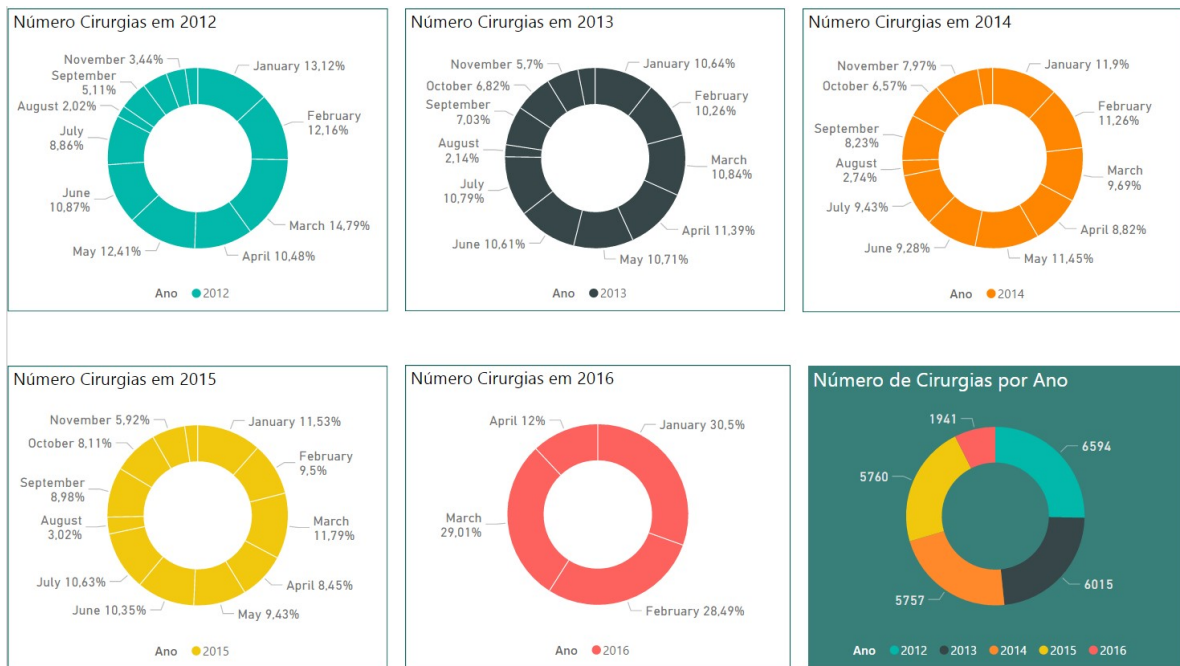 Número Cirurgias em 2012
November 3,44%
September
5,11%
August 2,02%
July
8,86%
June
10,87%
May 12,41%
January 13,12%
February
12,16%
March 14,79%
April 10,48%
Ano 2012
Número Cirurgias em 2013
November 5,7%
October 6,82%
September
7,03%
August
2,14%
July
10,79%
June 10,61%
January 10,64%
February
10,26%
March
10,84%
April 11,39%
May 10,71%
Ano 2013
Número Cirurgias em 2014
November 7,97%
October 6,57%
September
8,23%
August
2,74%
July 9,43%
June 9,28%
January 11,9%
February
11,26%
March
9,69%
April 8,82%
May 11,45%
Ano 2014
Número Cirurgias em 2015
November 5,92%
October 8,11%
September
8,98%
August
3,02%
July 10,63%
June 10,35%
January 11,53%
February
9,5%
March
11,79%
April 8,45%
May 9,43%
Ano 2015
Número Cirurgias em 2016
April 12%
January 30,5%
March
29,01%
February 28,49%
Ano 2016
Número de Cirurgias por Ano
1941
6594
5760
5757
6015
Ano 2012 2013 2014 2015 2016